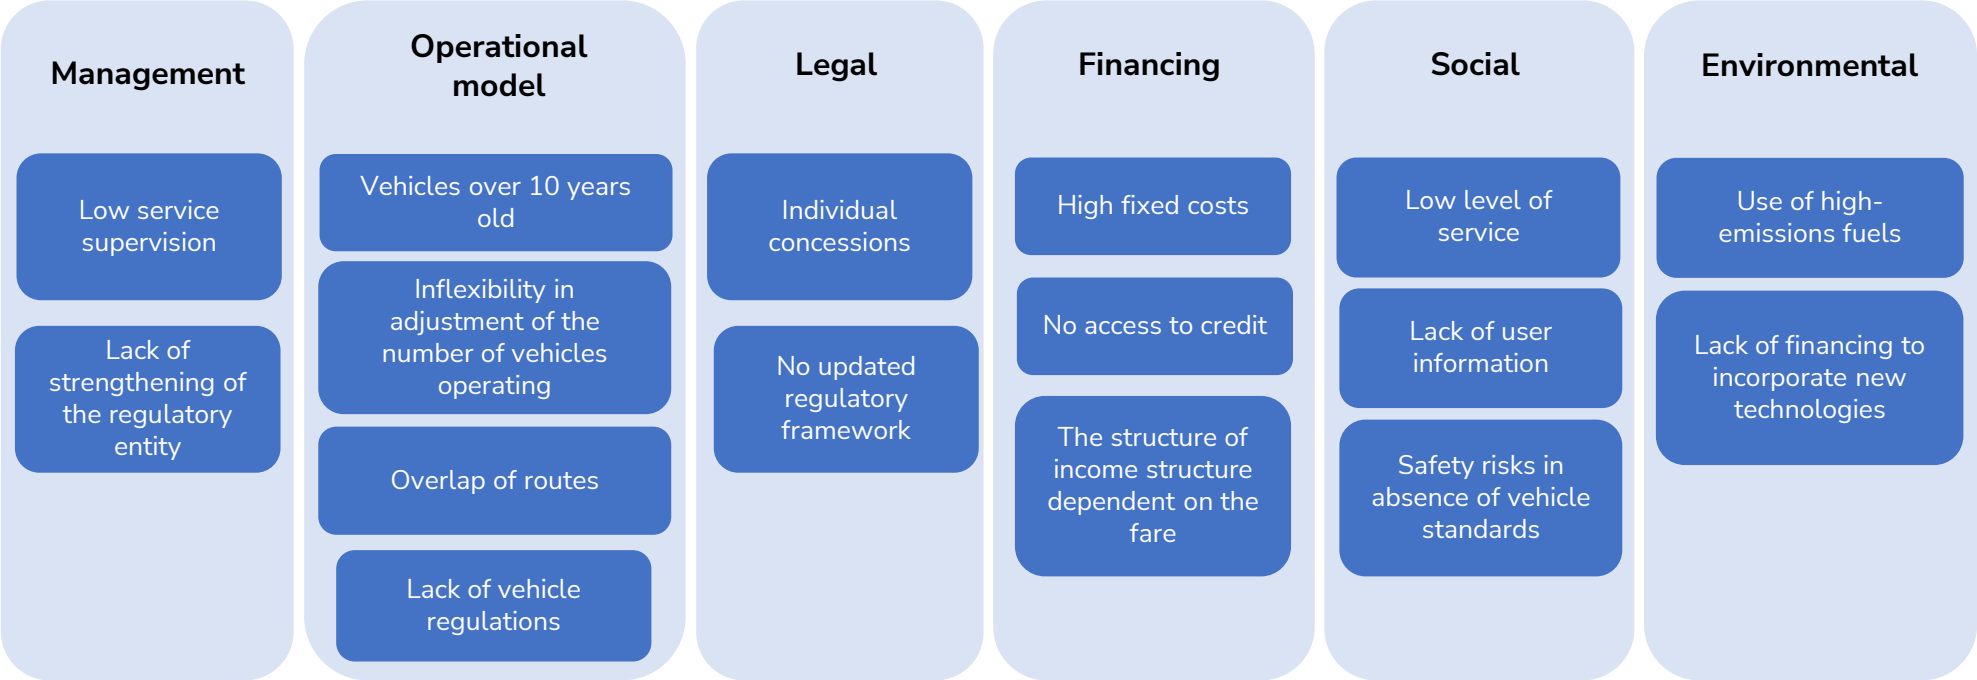 Management
Low service
supervision
Lack of
strengthening of
the regulatory
entity
Operational
model
Vehicles over 10 years
old
Inflexibility in
adjustment of the
number of vehicles
operating
Overlap of routes
Lack of vehicle
regulations
Legal
Individual
concessions
No updated
regulatory
framework
Financing
High fixed costs
No access to credit
The structure of
income structure
dependent on the
fare
Social
Low level of
service
Lack of user
information
Safety risks in
absence of vehicle
standards
Environmental
Use of high-
emissions fuels
Lack of financing to
incorporate new
technologies